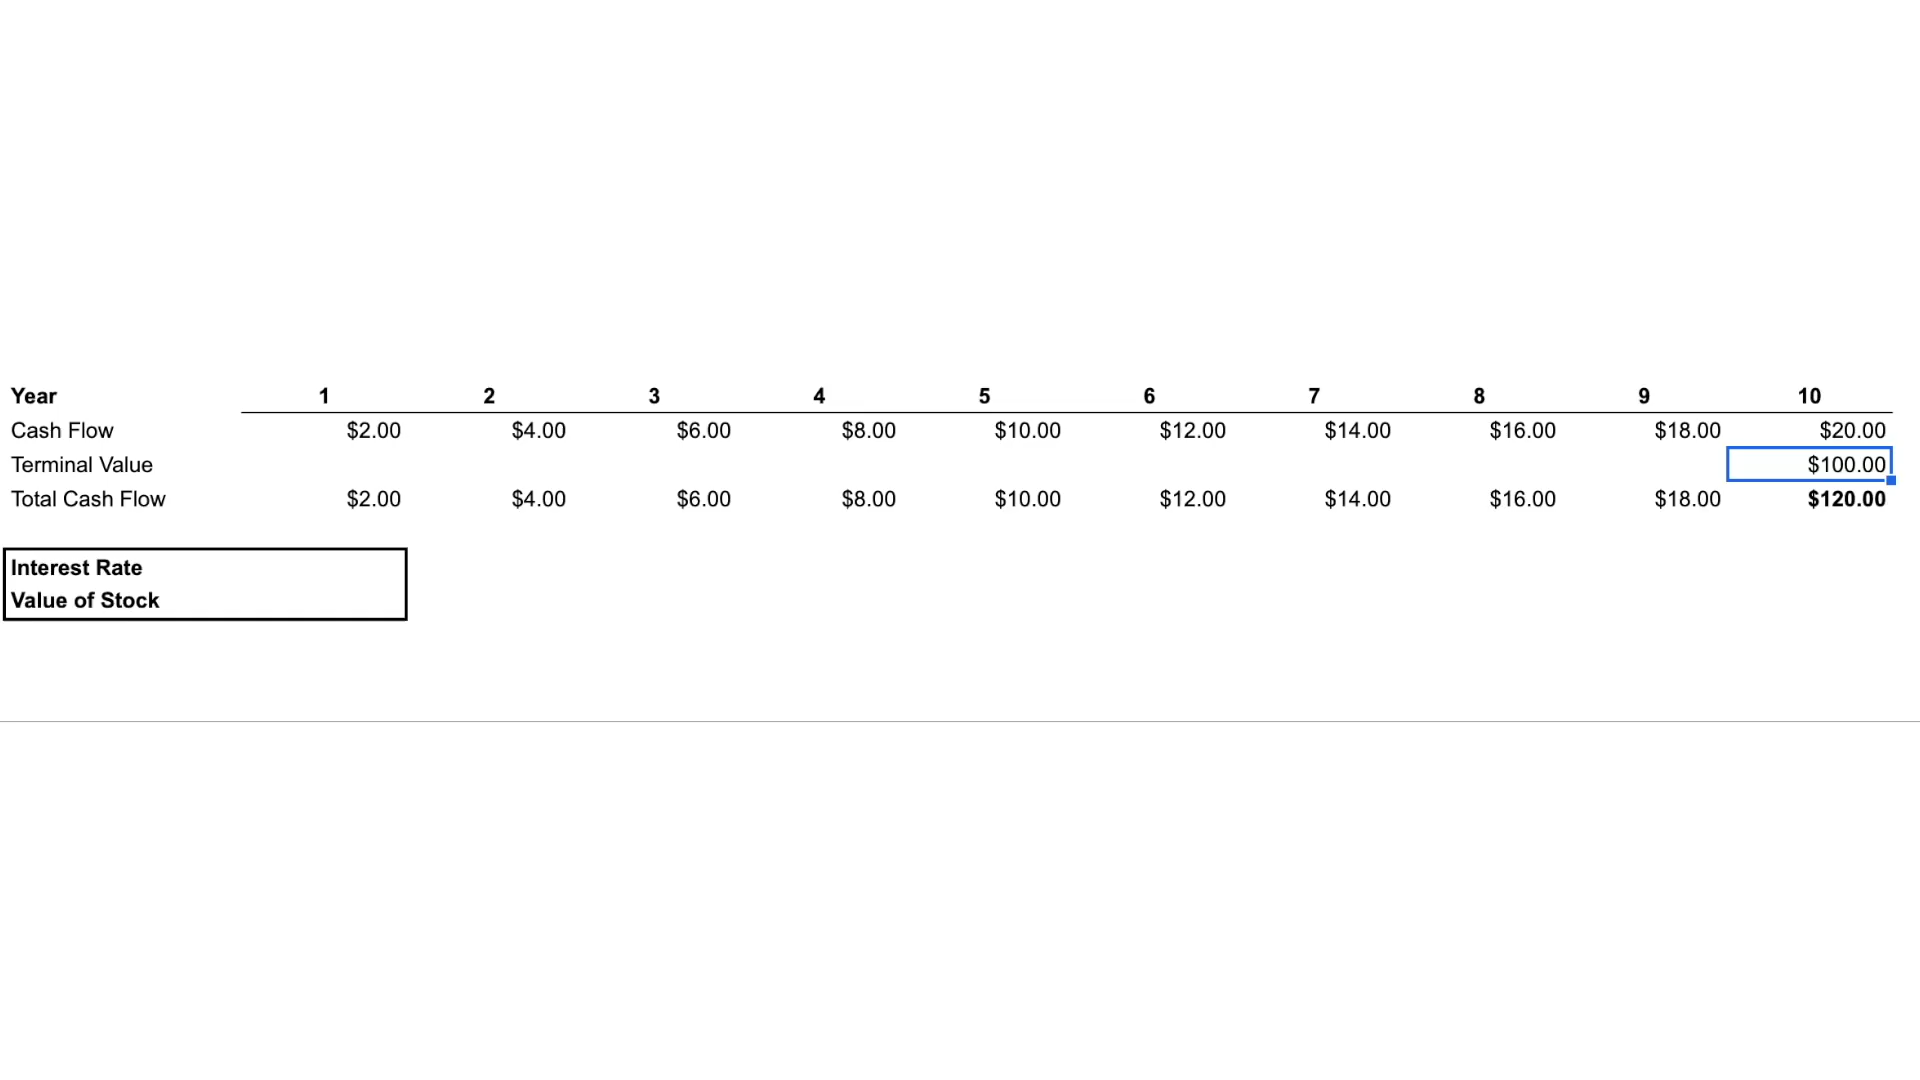 Year 1 2 3 4 5 6 7 8 9 10
Cash Flow $2.00 $4.00 $6.00 $8.00 $10.00 $12.00 $14.00 $16.00 $18.00 $20.00
Terminal Value $100.00
Total Cash Flow $2.00 $4.00 $6.00 $8.00 $10.00 $12.00 $14.00 $16.00 $18.00 $120.00
Interest Rate
Value of Stock